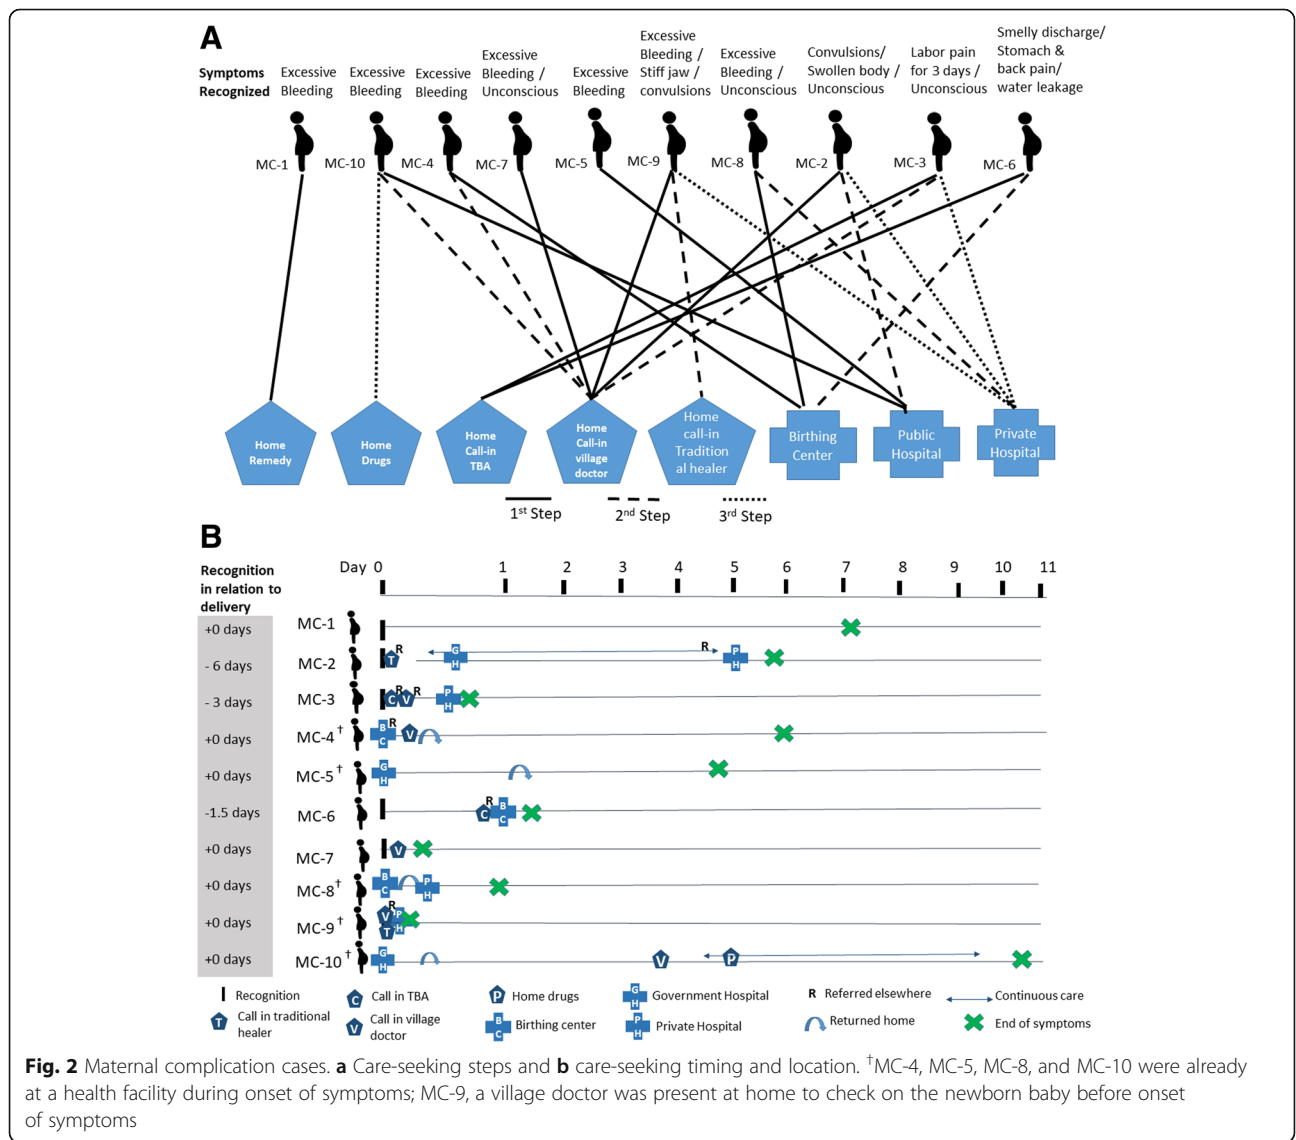 A
Symptoms
Recognized
Excessive
Bleeding
Excessive
Bleeding
Excessive
Bleeding
Excessive
Bleeding /
Unconscious
Excessive
Bleeding
Excessive
Bleeding /
Stiff jaw /
convulsions
Excessive
Bleeding /
Unconscious
Convulsions/
Swollen body /
Unconscious
Labor pain
for 3 days /
Unconscious
Smelly discharge/
Stomach &
back pain/
water leakage
MC-1
MC-10
MC-4
MC-7
MC-5
MC-9
MC-8
MC-2
MC-3
MC-6
Home
Remedy
Home
Drugs
Home
Call-in
TBA
Home
Call-in
village
doctor
Home
call-in
Tradition
al healer
Birthing
Center
Public
Hospital
Private
Hospital
1st Step
2nd Step
3rd Step
B
Recognition
in relation to
delivery
Day 0 1 2 3 4 5 6 7 8 9 10 11
+0 days MC-1
- 6 days MC-2 T R G H R P H
- 3 days MC-3 C R V R P H
+0 days MC-4 † B C R V
+0 days MC-5 † G H
-1.5 days MC-6 C R B C
+0 days MC-7 V
+0 days MC-8 † B C P H
+0 days MC-9 † V R T P H
+0 days MC-10 † G H V P
Recognition
C Call in TBA
P Home drugs
G H Government Hospital
R Referred elsewhere
Continuous care
T Call in traditional
healer
V Call in village
doctor
B C Birthing center
P H Private Hospital
Returned home
End of symptoms
Fig. 2 Maternal complication cases. a Care-seeking steps and b care-seeking timing and location. †MC-4, MC-5, MC-8, and MC-10 were already
at a health facility during onset of symptoms; MC-9, a village doctor was present at home to check on the newborn baby before onset
of symptoms